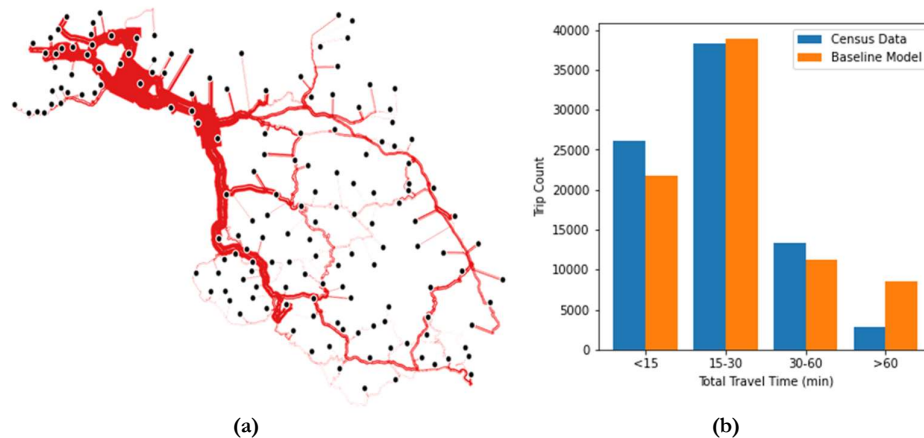 Census Data
Baseline Model
40000
35000
30000
25000
20000
15000
10000
5000
0
Trip Count
<15
15-30
30-60
>60
Total Travel Time (min)
(a)
(b)